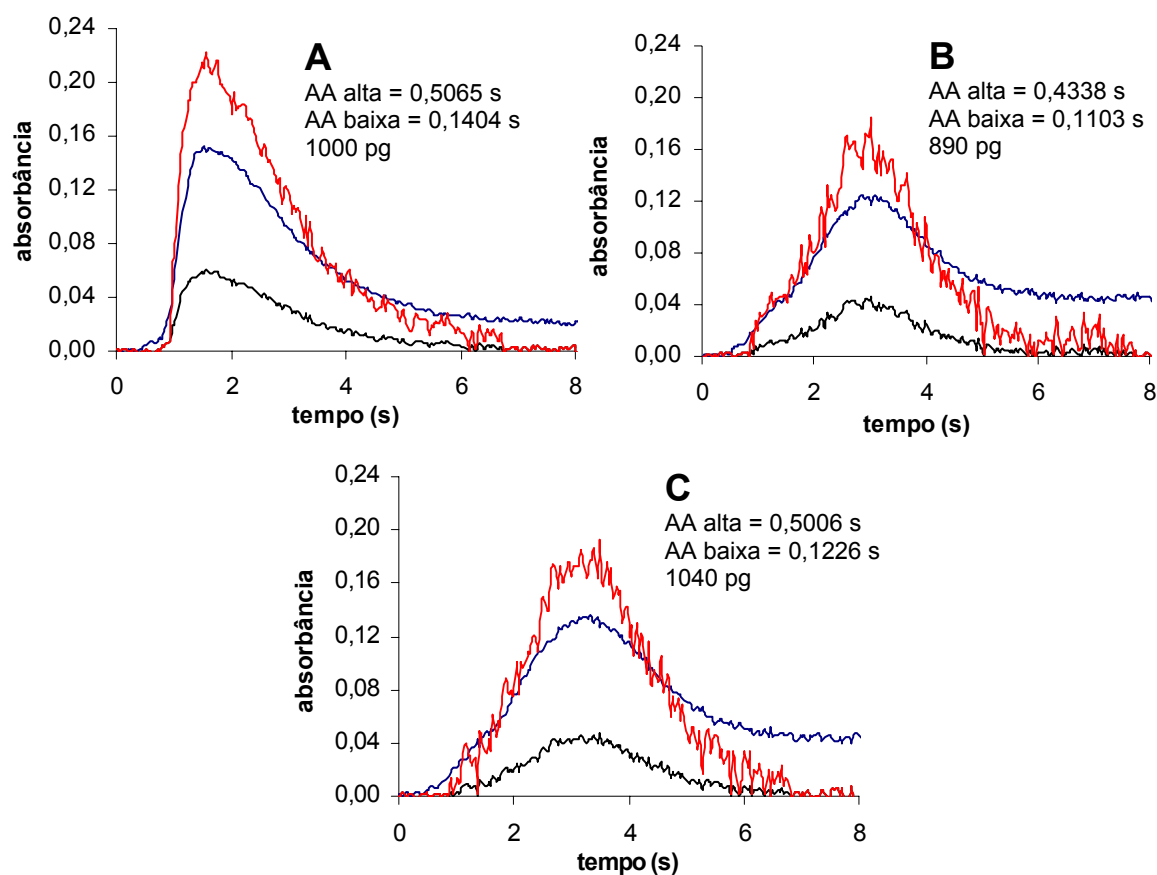 A
AA alta = 0,5065 s
AA baixa = 0,1404 s
1000 pg
absorbância
0,24
0,20
0,16
0,12
0,08
0,04
0,00
0 2 4 6 8
tempo (s)
B
AA alta = 0,4338 s
AA baixa = 0,1103 s
890 pg
absorbância
0,24
0,20
0,16
0,12
0,08
0,04
0,00
0 2 4 6 8
tempo (s)
C
AA alta = 0,5006 s
AA baixa = 0,1226 s
1040 pg
absorbância
0,24
0,20
0,16
0,12
0,08
0,04
0,00
0 2 4 6 8
tempo (s)